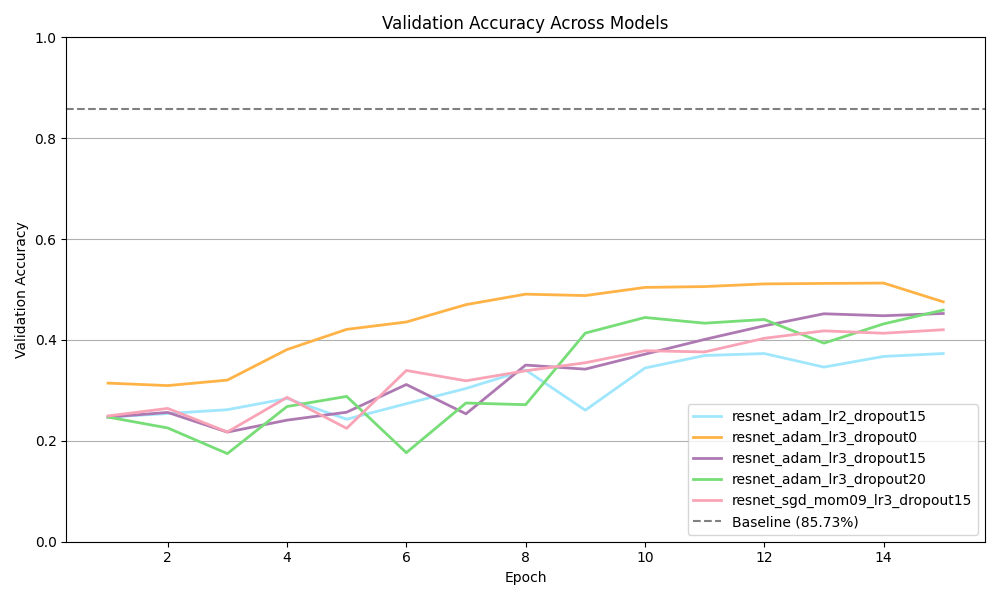 Validation Accuracy Across Models
Validation Accuracy
1.0
0.8
0.6
0.4
0.2
0.0
resnet_adam_lr2_dropout15
resnet_adam_lr3_dropout0
resnet_adam_lr3_dropout15
resnet_adam_lr3_dropout20
resnet_sgd_mom09_lr3_dropout15
Baseline (85.73%)
2 4 6 8 10 12 14
Epoch